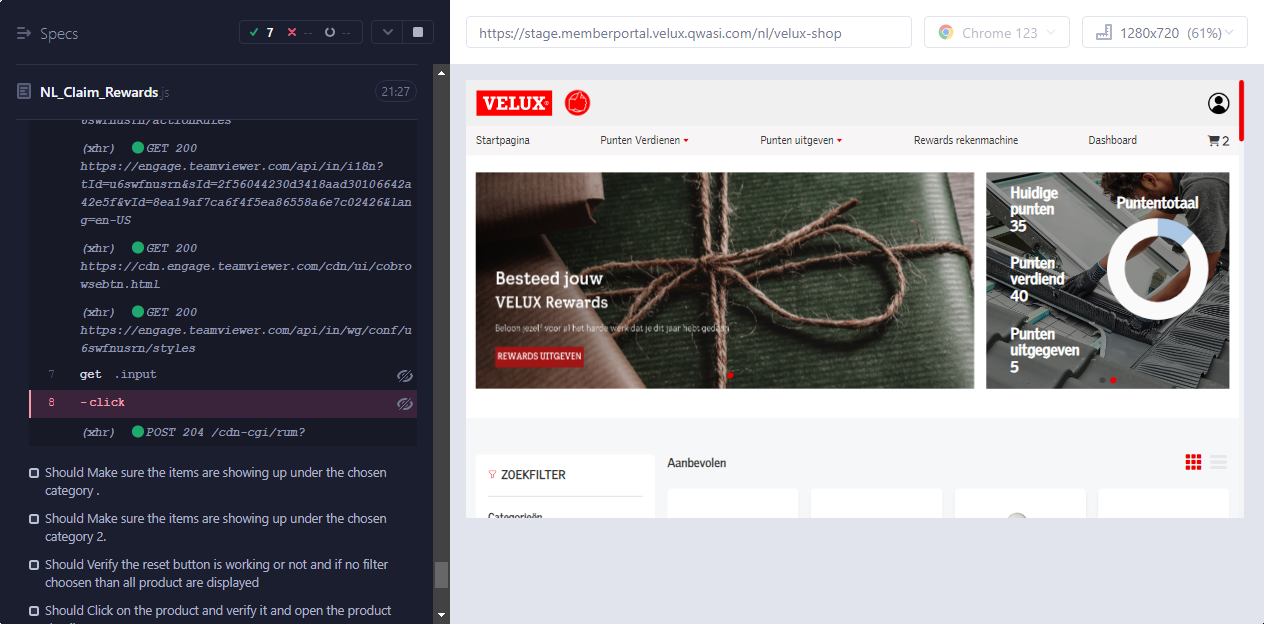 Specs
7
--
--
NL_Claim_Rewards.js
21:27
6swfnusrn/actionRules
(xhr) GET 200
https://engage.teamviewer.com/api/in/i18n?
tId=u6swfnusrn&sId=2f56044230d3418aad30106642a
42e5f&vId=8ea19af7ca6f4f5ea86558a6e7c02426&lan
g=en-US
(xhr) GET 200
https://cdn.engage.teamviewer.com/cdn/ui/cobro
wsebtn.html
(xhr) GET 200
https://engage.teamviewer.com/api/in/wg/conf/u
6swfnusrn/styles
7 get .input
8 -click
(xhr) POST 204 /cdn-cgi/rum?
Should Make sure the items are showing up under the chosen
category .
Should Make sure the items are showing up under the chosen
category 2.
Should Verify the reset button is working or not and if no filter
choosen than all product are displayed
Should Click on the product and verify it and open the product
https://stage.memberportal.velux.qwasi.com/nl/velux-shop
Chrome 123
1280x720 (61%)
VELUX®
Startpagina
Punten Verdienen
Punten uitgeven
Rewards rekenmachine
Dashboard
2
Besteed jouw
VELUX Rewards
Beloon jezelf voor al het harde werk dat je dit jaar hebt gedaan
REWARDS UITGEVEN
Huidige
punten
35
Punten
verdiend
40
Punten
uitgegeven
5
Puntentotaal
ZOEKFILTER
Categorieën
Aanbevolen